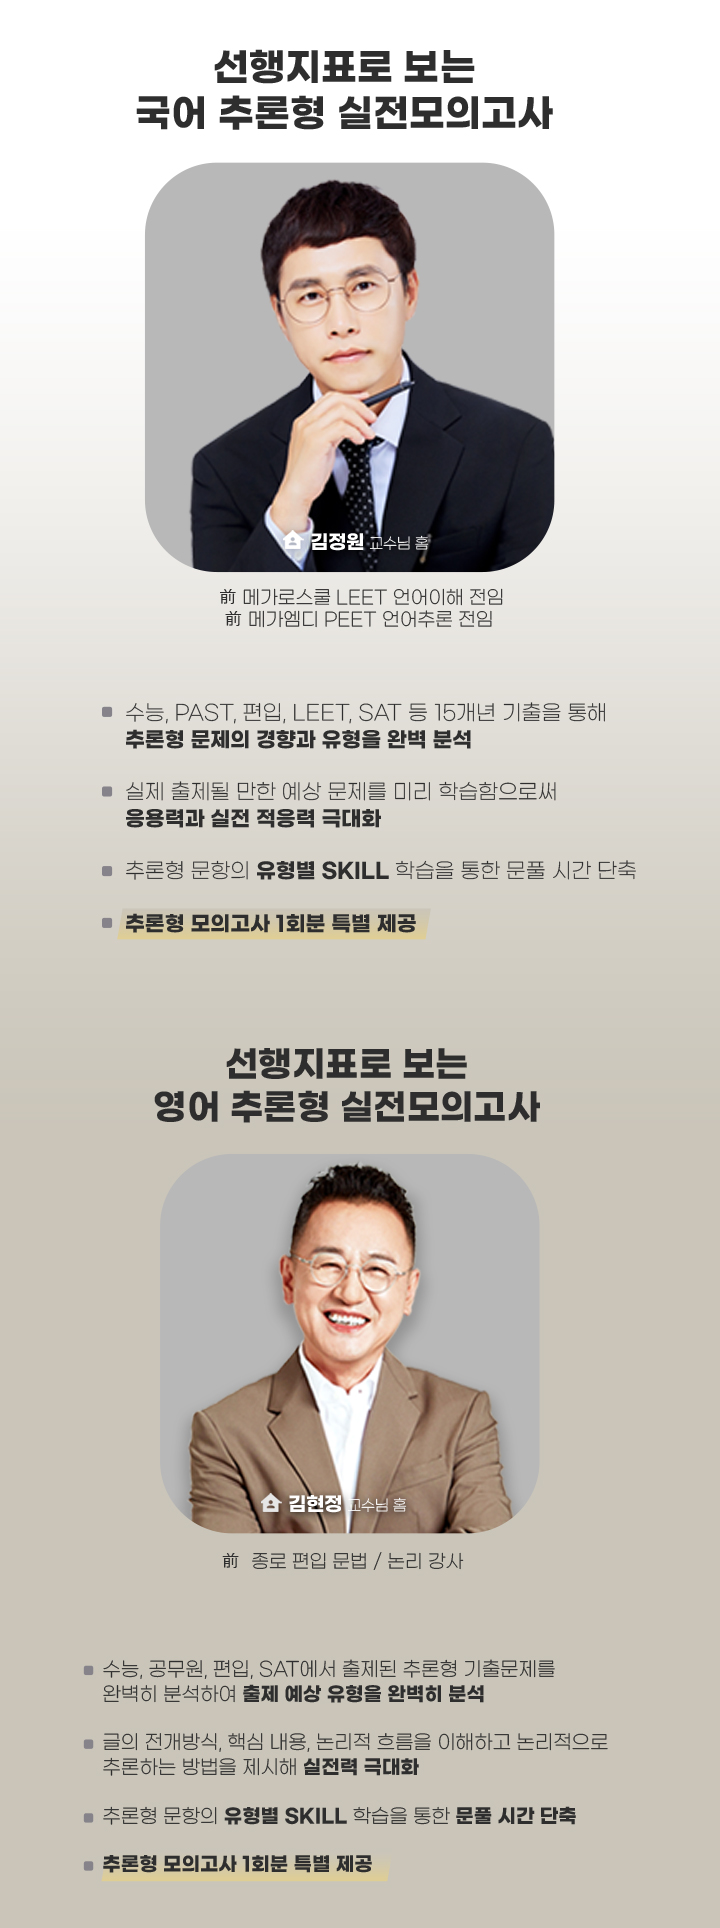 선행지표로 보는
국어 추론형 실전모의고사
김정원 교수님 홈
前 메가로스쿨 LEET 언어이해 전임
前 메가엠디 PEET 언어추론 전임
수능, PAST, 편입, LEET, SAT 등 15개년 기출을 통해
추론형 문제의 경향과 유형을 완벽 분석
실제 출제될 만한 예상 문제를 미리 학습함으로써
응용력과 실전 적응력 극대화
추론형 문항의 유형별 SKILL 학습을 통한 문풀 시간 단축
추론형 모의고사 1회분 특별 제공
선행지표로 보는
영어 추론형 실전모의고사
김현정 교수님 홈
前 종로 편입 문법 / 논리 강사
수능, 공무원, 편입, SAT에서 출제된 추론형 기출문제를
완벽히 분석하여 출제 예상 유형을 완벽히 분석
글의 전개방식, 핵심 내용, 논리적 흐름을 이해하고 논리적으로
추론하는 방법을 제시해 실전력 극대화
추론형 문항의 유형별 SKILL 학습을 통한 문풀 시간 단축
추론형 모의고사 1회분 특별 제공